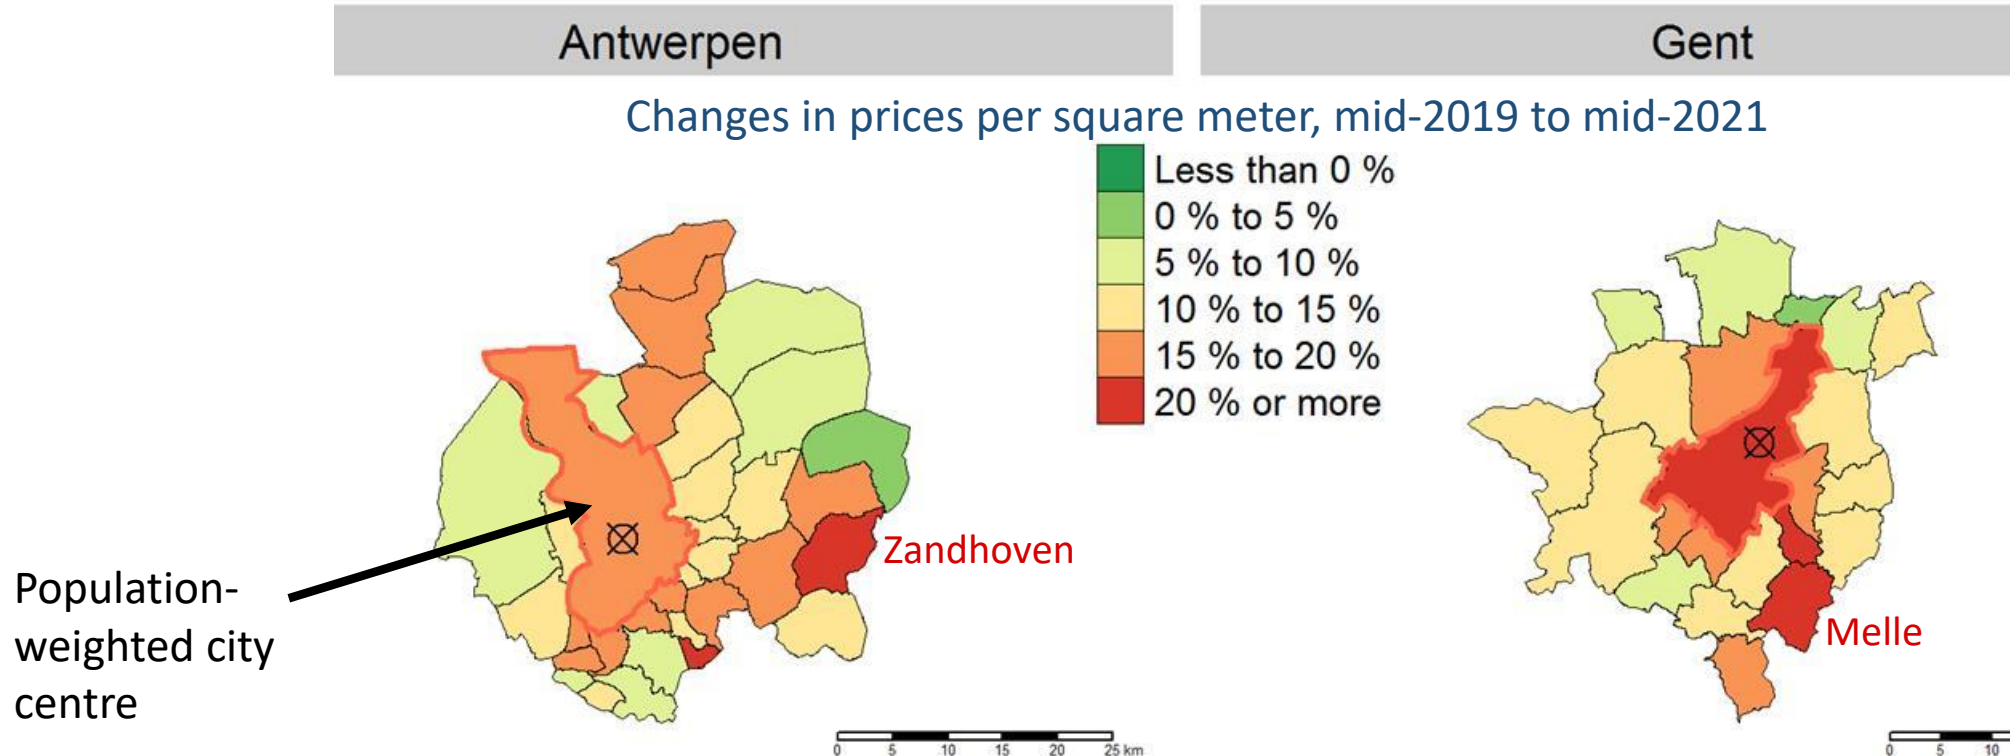 Antwerpen
Gent
Changes in prices per square meter, mid-2019 to mid-2021
Less than 0 %
0 % to 5 %
5 % to 10 %
10 % to 15 %
15 % to 20 %
20 % or more
Zandhoven
Population-
weighted city
centre
Melle
0 5 10 15 20 25 km
0 5 10